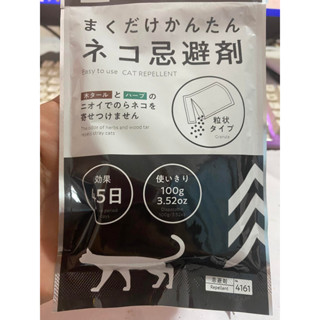 まくだけかんたん
ネコ忌避剤
Easy to use CAT REPELLENT
木タールとハーブの
ニオイでのらネコを
寄せつけません
粒状
タイプ
Granule
効果
5日
使いきり
100g
3.52oz
忌避剤
Repellent
4161